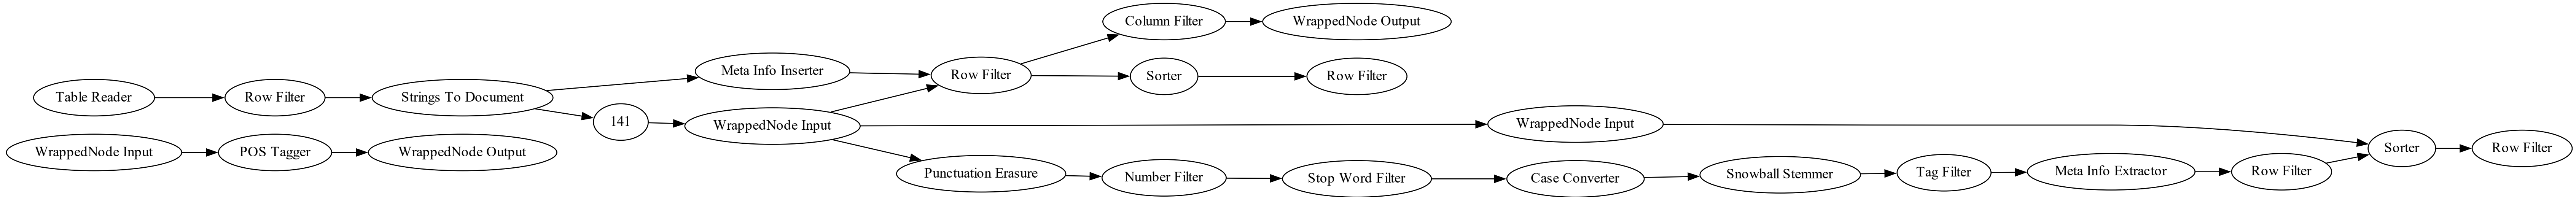 Table Reader
Row Filter
Strings To Document
Meta Info Inserter
141
WrappedNode Input
Row Filter
Column Filter
WrappedNode Output
Sorter
Row Filter
WrappedNode Input
Punctuation Erasure
Number Filter
Stop Word Filter
Case Converter
Snowball Stemmer
Tag Filter
Meta Info Extractor
Row Filter
Sorter
Row Filter
WrappedNode Input
POS Tagger
WrappedNode Output